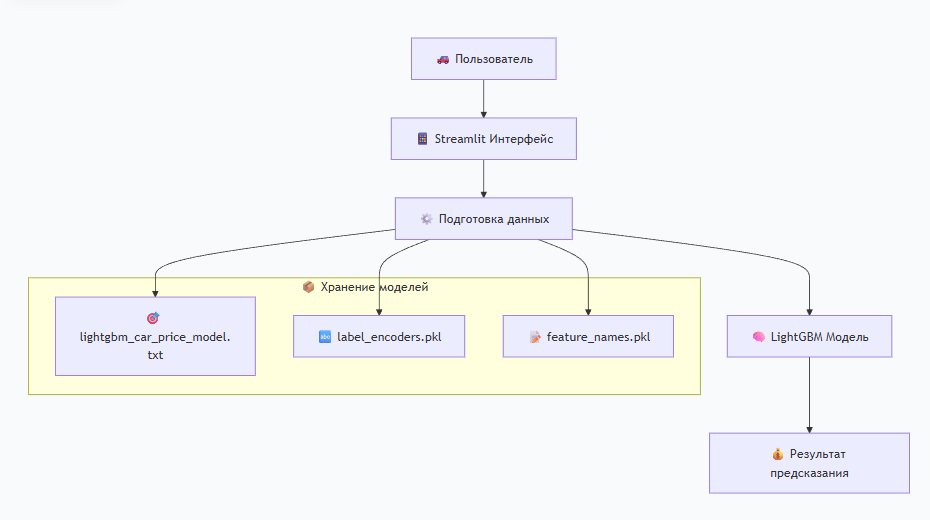 🚗 Пользователь
📱 Streamlit Интерфейс
⚙️ Подготовка данных
📦 Хранение моделей
🎯
lightgbm_car_price_model.
txt
🔤 label_encoders.pkl
📝 feature_names.pkl
🧠 LightGBM Модель
💰 Результат
предсказания